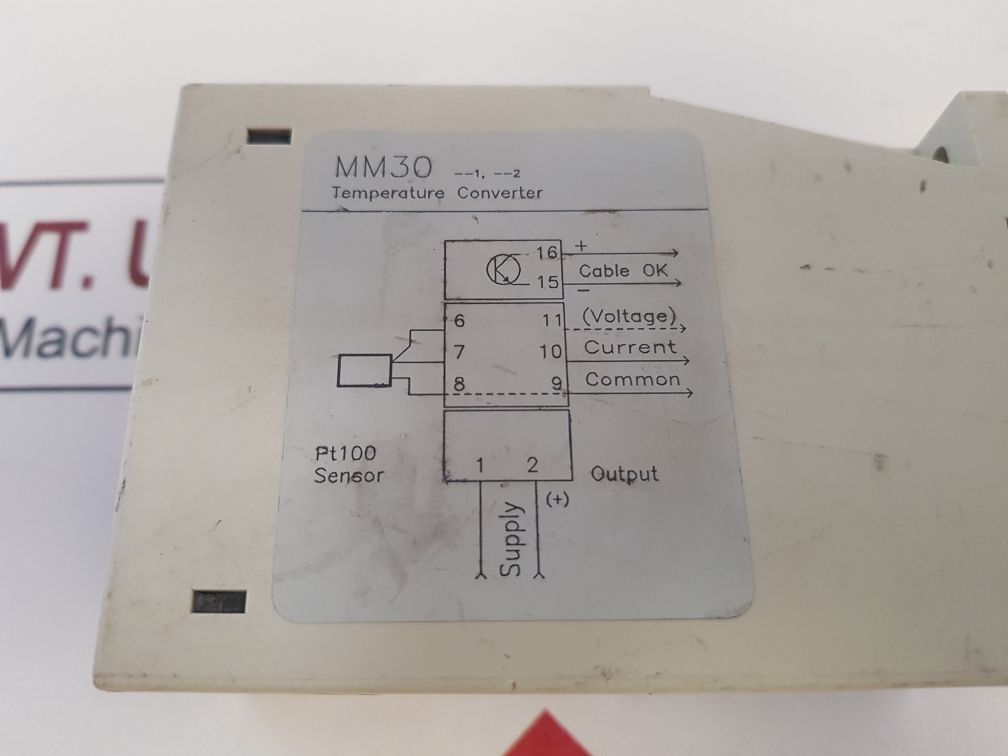 MM30 --1, --2
Temperature Converter
16 +
Cable OK
15 -
6 11 (Voltage)
7 10 Current
8 9 Common
Pt100
Sensor
1 2
Output
(+)
Supply
VT. U
Machi